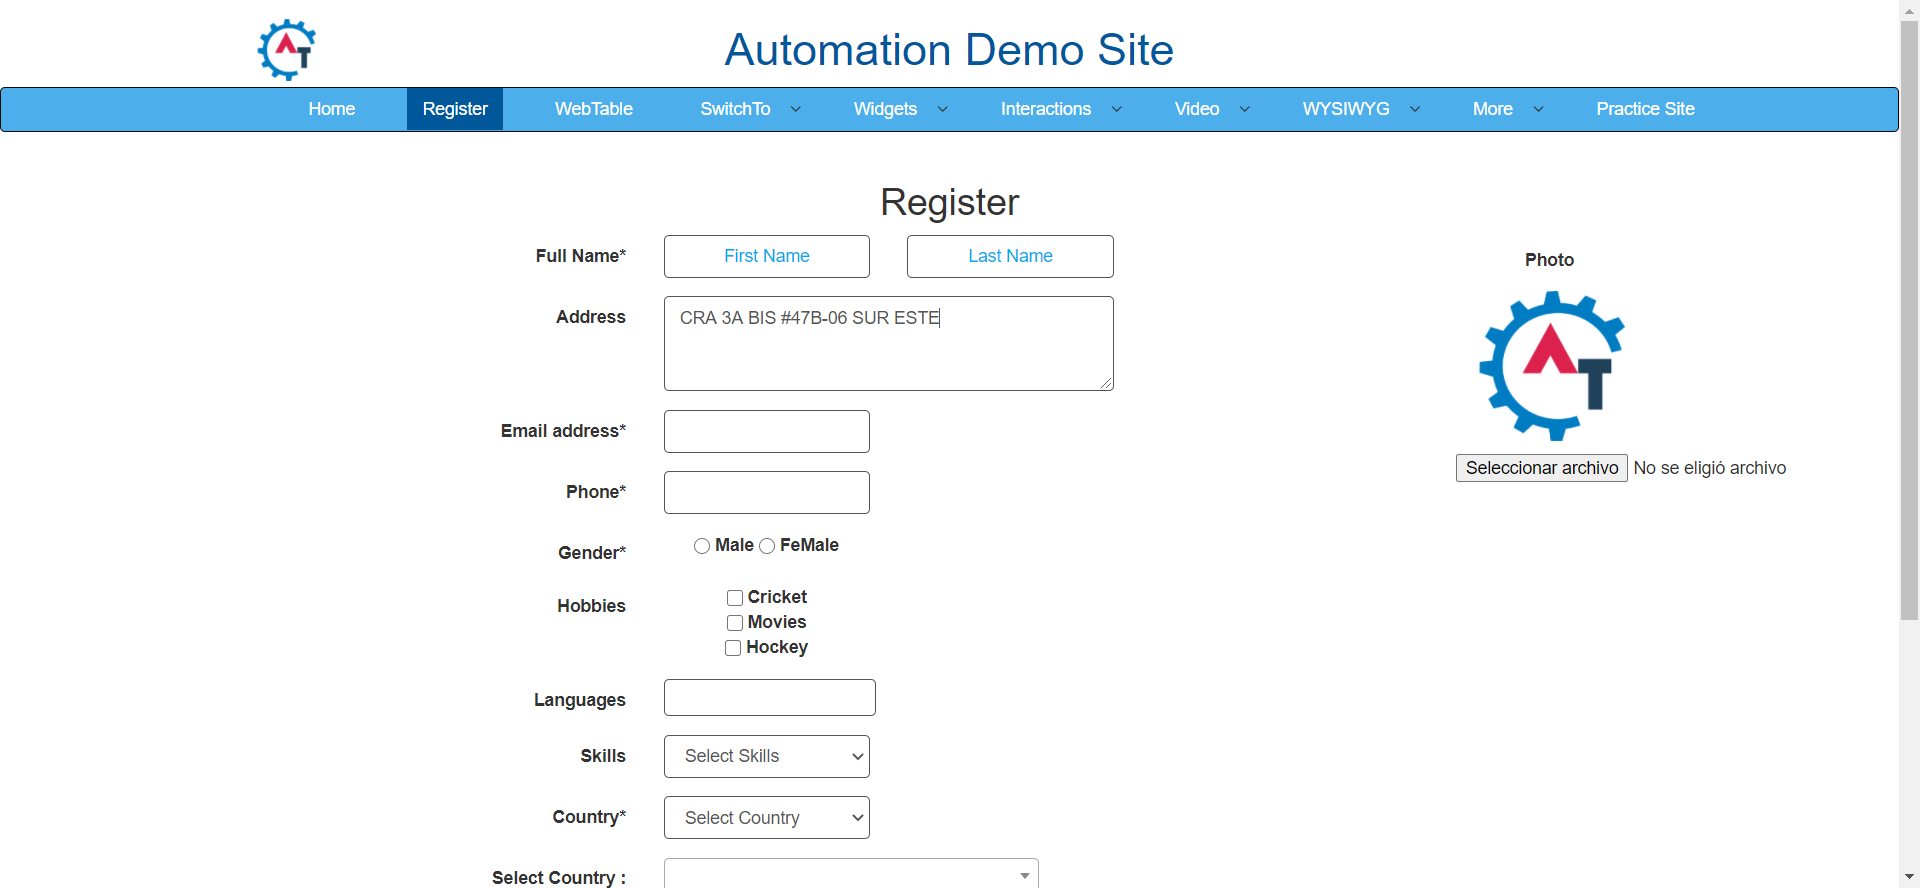 AT
Automation Demo Site
Home Register WebTable SwitchTo Widgets Interactions Video WYSIWYG More Practice Site
Register
Full Name* First Name Last Name
Photo
Address CRA 3A BIS #47B-06 SUR ESTE
AT
Email address*
Seleccionar archivo No se eligió archivo
Phone*
Gender* Male FeMale
Hobbies Cricket
Movies
Hockey
Languages
Skills Select Skills
Country* Select Country
Select Country :